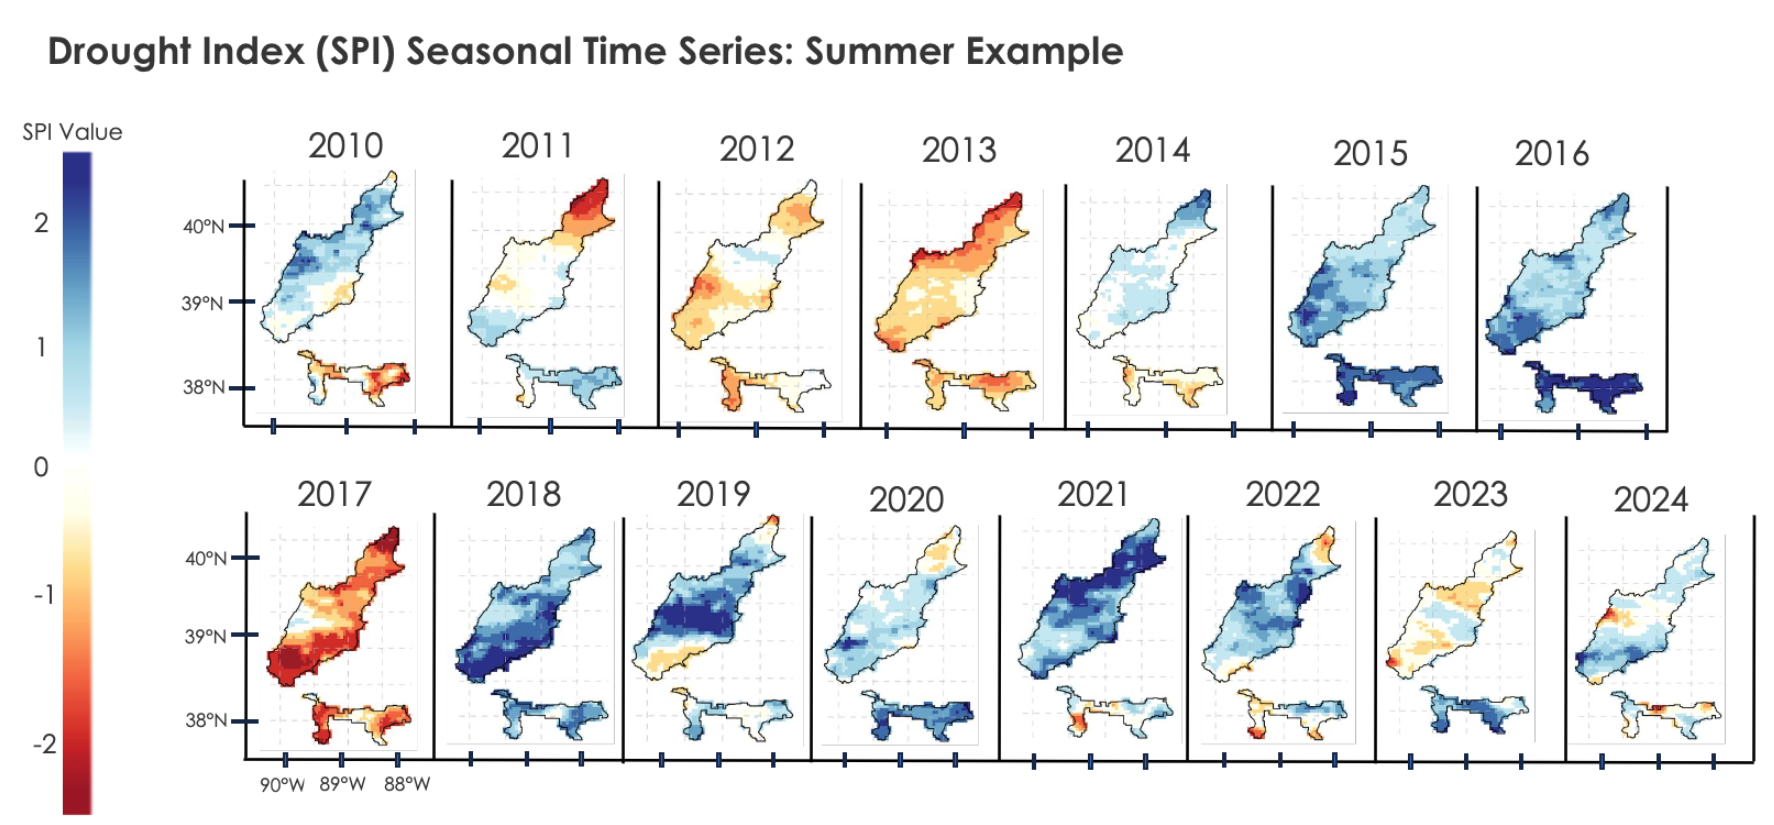 Drought Index (SPI) Seasonal Time Series: Summer Example
SPI Value
2
1
0
-1
-2
2010
2011
2012
2013
2014
2015
2016
40°N
39°N
38°N
2017
2018
2019
2020
2021
2022
2023
2024
40°N
39°N
38°N
90°W 89°W 88°W